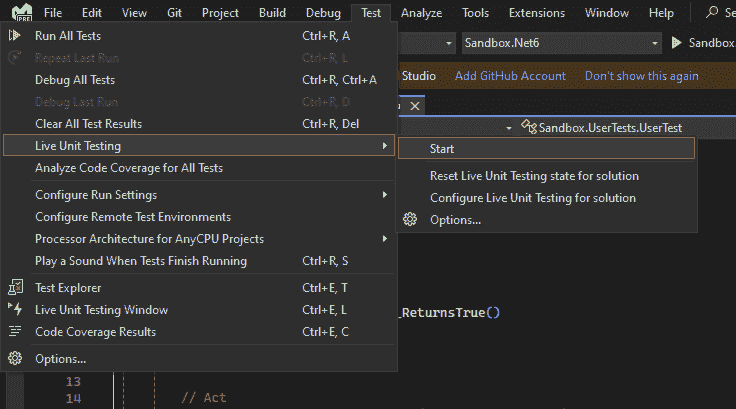 File Edit View Git Project Build Debug Test Analyze Tools Extensions Window Help Se
IPRE
Run All Tests Ctrl+R, A
Sandbox.Net6 Sandbox.
Repeat Last Run Ctrl+R, L
Debug All Tests Ctrl+R, Ctrl+A
Studio Add GitHub Account Don't show this again
Debug Last Run Ctrl+R, D
Clear All Test Results Ctrl+R, Del
Sandbox.UserTests.UserTest
Live Unit Testing
Start
Analyze Code Coverage for All Tests
Reset Live Unit Testing state for solution
Configure Run Settings
Configure Live Unit Testing for solution
Configure Remote Test Environments
Options...
Processor Architecture for AnyCPU Projects
Play a Sound When Tests Finish Running Ctrl+R, S
Test Explorer Ctrl+E, T
Live Unit Testing Window Ctrl+E, L
_ReturnsTrue()
Code Coverage Results Ctrl+E, C
Options...
13
14 // Act